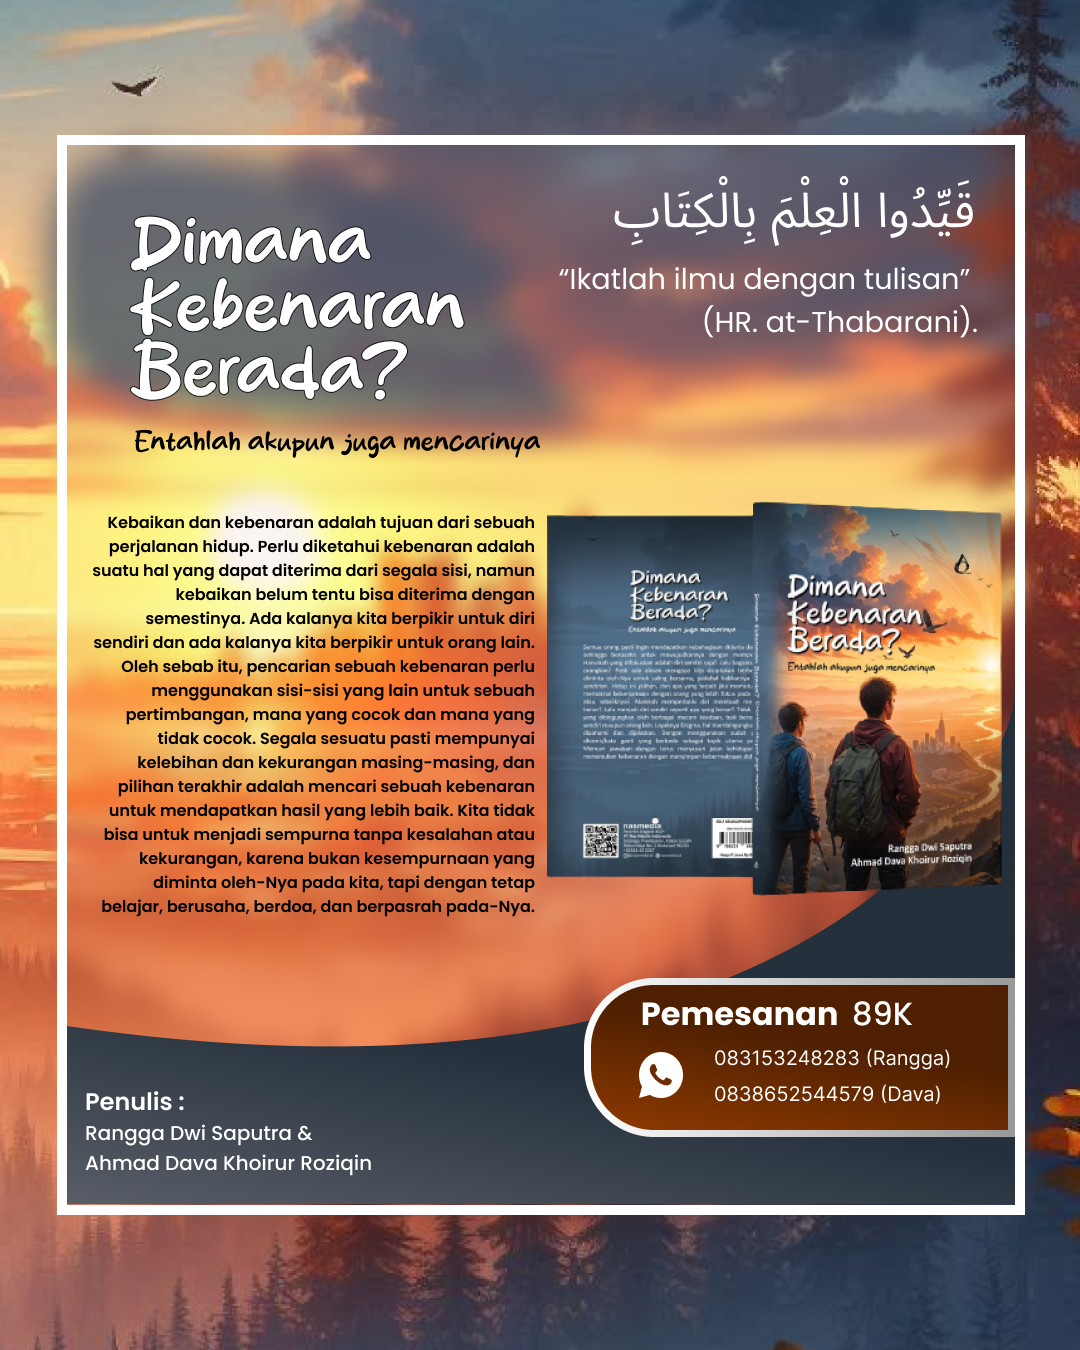 Dimana
Kebenaran
Berada?
Entahlah akupun juga mencarinya
قَيِّدُوا الْعِلْمَ بِالْكِتَابِ
“Ikatlah ilmu dengan tulisan”
(HR. at-Thabarani).
Kebaikan dan kebenaran adalah tujuan dari sebuah
perjalanan hidup. Perlu diketahui kebenaran adalah
suatu hal yang dapat diterima dari segala sisi, namun
kebaikan belum tentu bisa diterima dengan
semestinya. Ada kalanya kita berpikir untuk diri
sendiri dan ada kalanya kita berpikir untuk orang lain.
Oleh sebab itu, pencarian sebuah kebenaran perlu
menggunakan sisi-sisi yang lain untuk sebuah
pertimbangan, mana yang cocok dan mana yang
tidak cocok. Segala sesuatu pasti mempunyai
kelebihan dan kekurangan masing-masing, dan
pilihan terakhir adalah mencari sebuah kebenaran
untuk mendapatkan hasil yang lebih baik. Kita tidak
bisa untuk menjadi sempurna tanpa kesalahan atau
kekurangan, karena bukan kesempurnaan yang
diminta oleh-Nya pada kita, tapi dengan tetap
belajar, berusaha, berdoa, dan berpasrah pada-Nya.
Dimana
Kebenaran
Berada?
Entahlah akupun juga mencarinya
nasmedia
Dimana
Kebenaran
Berada?
Entahlah akupun juga mencarinya
Rangga Dwi Saputra
Ahmad Dava Khoirur Roziqin
Pemesanan 89K
083153248283 (Rangga)
0838652544579 (Dava)
Penulis :
Rangga Dwi Saputra &
Ahmad Dava Khoirur Roziqin